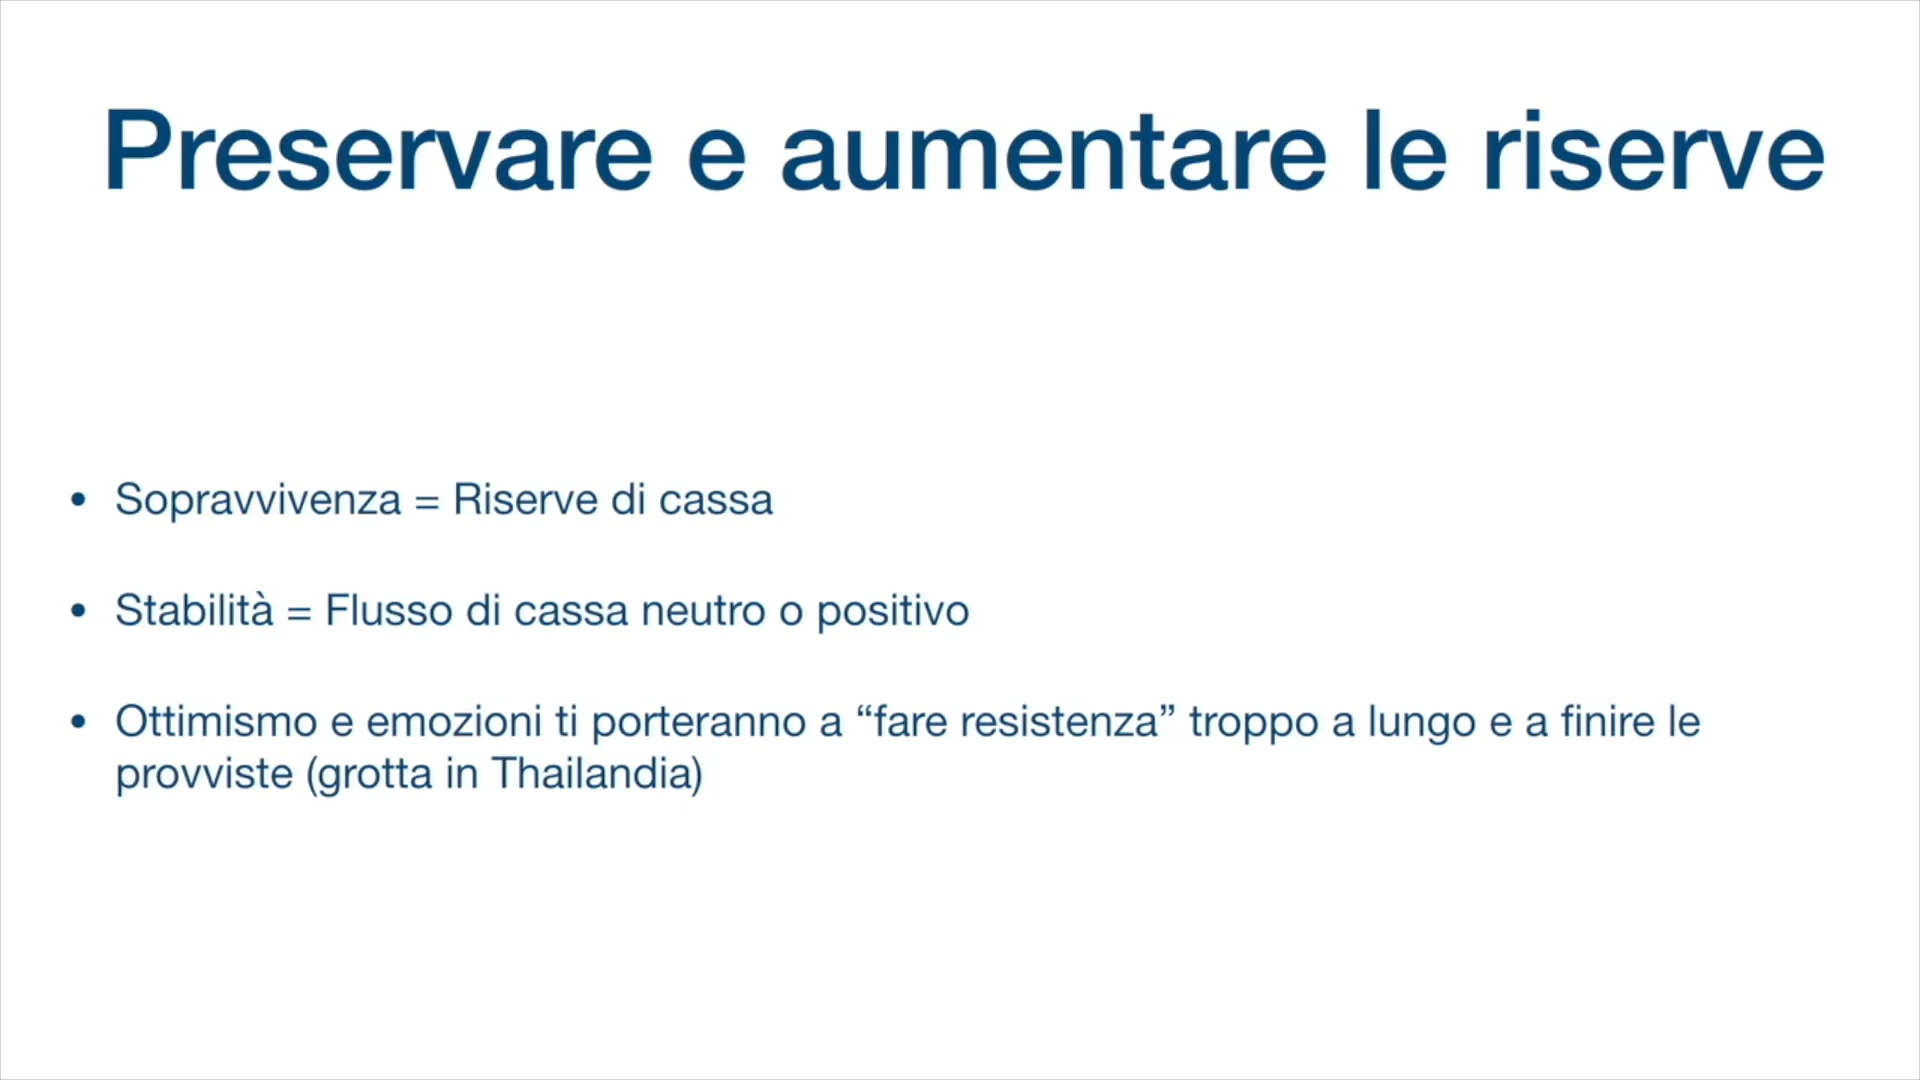 Preservare e aumentare le riserve
• Sopravvivenza = Riserve di cassa
• Stabilità = Flusso di cassa neutro o positivo
• Ottimismo e emozioni ti porteranno a “fare resistenza” troppo a lungo e a finire le
provviste (grotta in Thailandia)